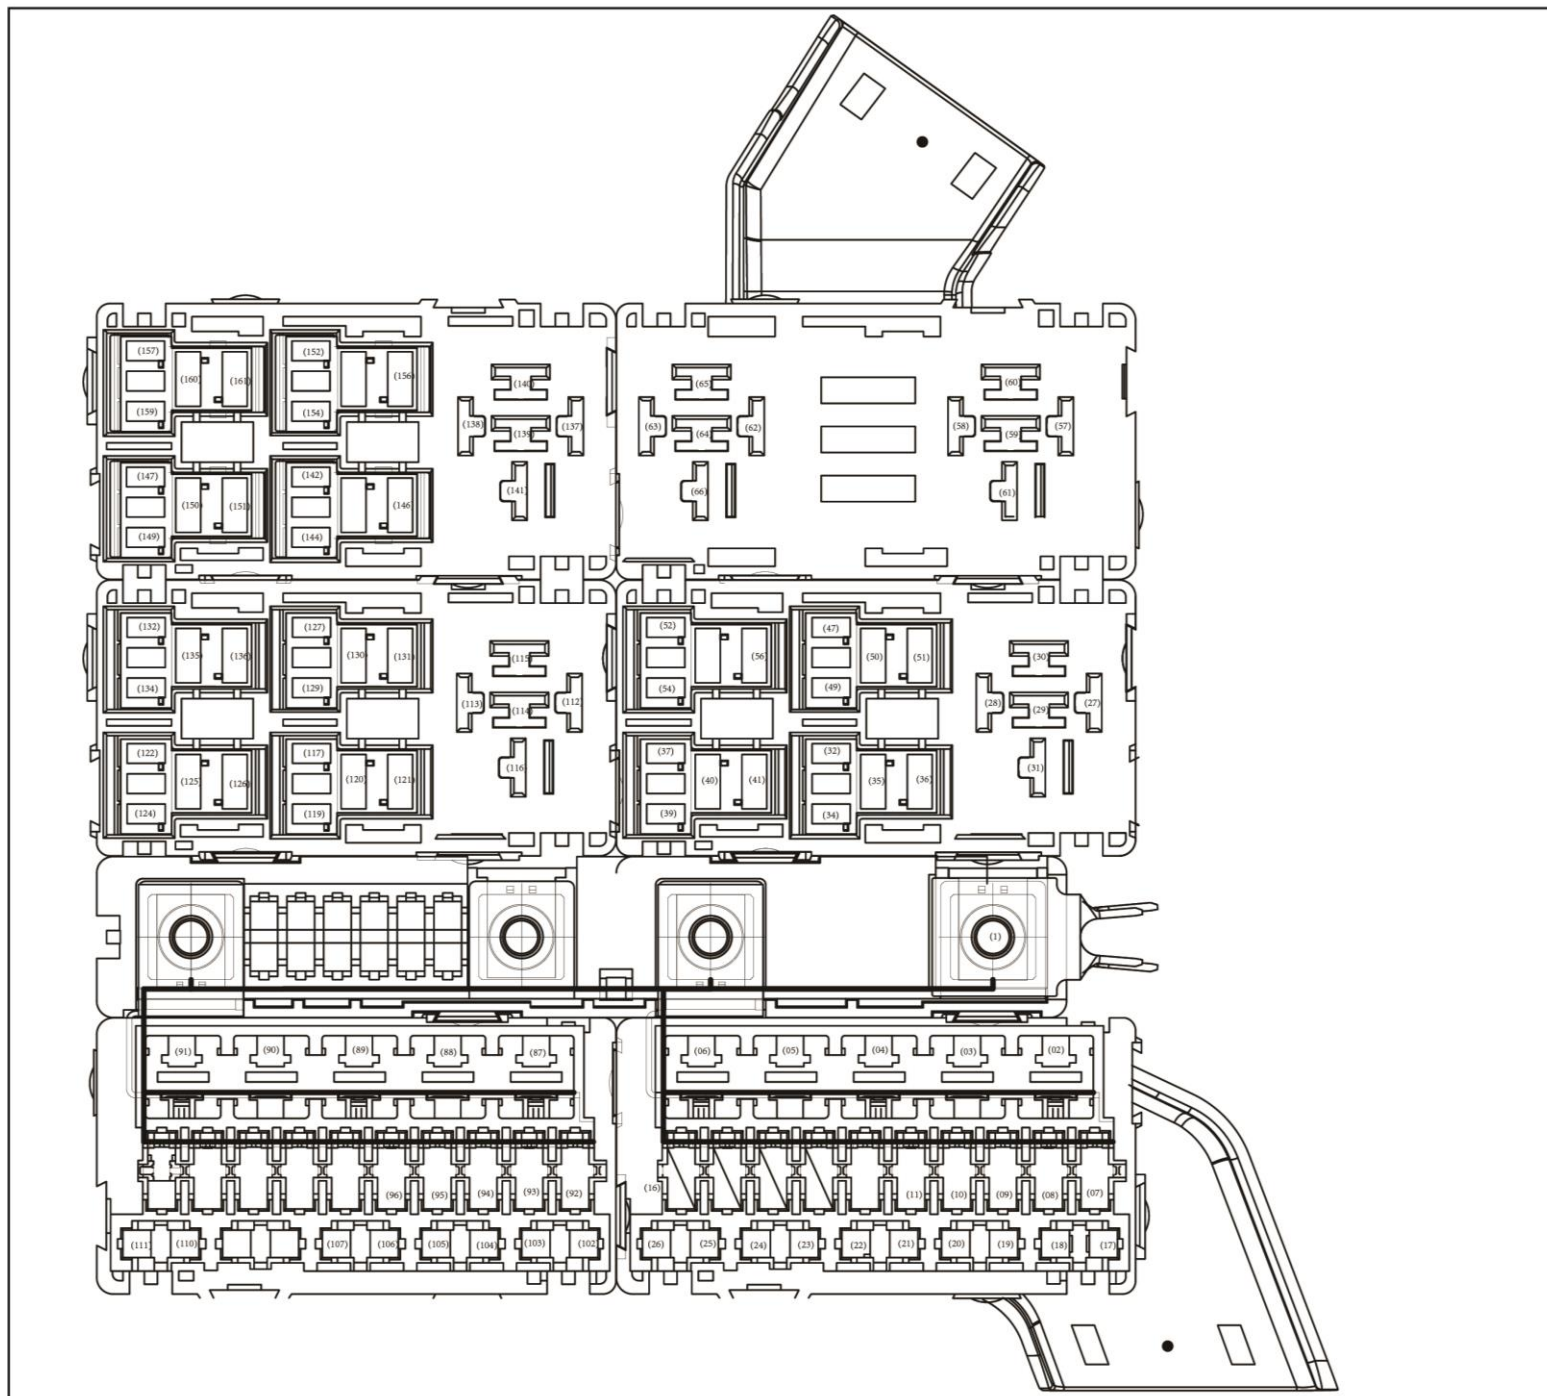 (157) (152)
(160) (161) (156) (140) (65) (60)
(159) (154)
(138) (139) (137) (63) (64) (62) (58) (59) (57)
(147) (142)
(150) (151) (146) (141) (66) (61)
(149) (144)
(132) (127) (52) (47)
(135) (136) (130) (131) (115) (56) (50) (51) (30)
(134) (129) (54) (49)
(113) (114) (112) (28) (29) (27)
(122) (117) (37) (32)
(125) (126) (120) (121) (116) (40) (41) (35) (36) (31)
(124) (119) (39) (34)
(1)
(91) (90) (89) (88) (87) (06) (05) (04) (03) (02)
(96) (95) (94) (93) (92) (16) (11) (10) (09) (08) (07)
(111) (110) (107) (106) (105) (104) (103) (102) (26) (25) (24) (23) (22) (21) (20) (19) (18) (17)